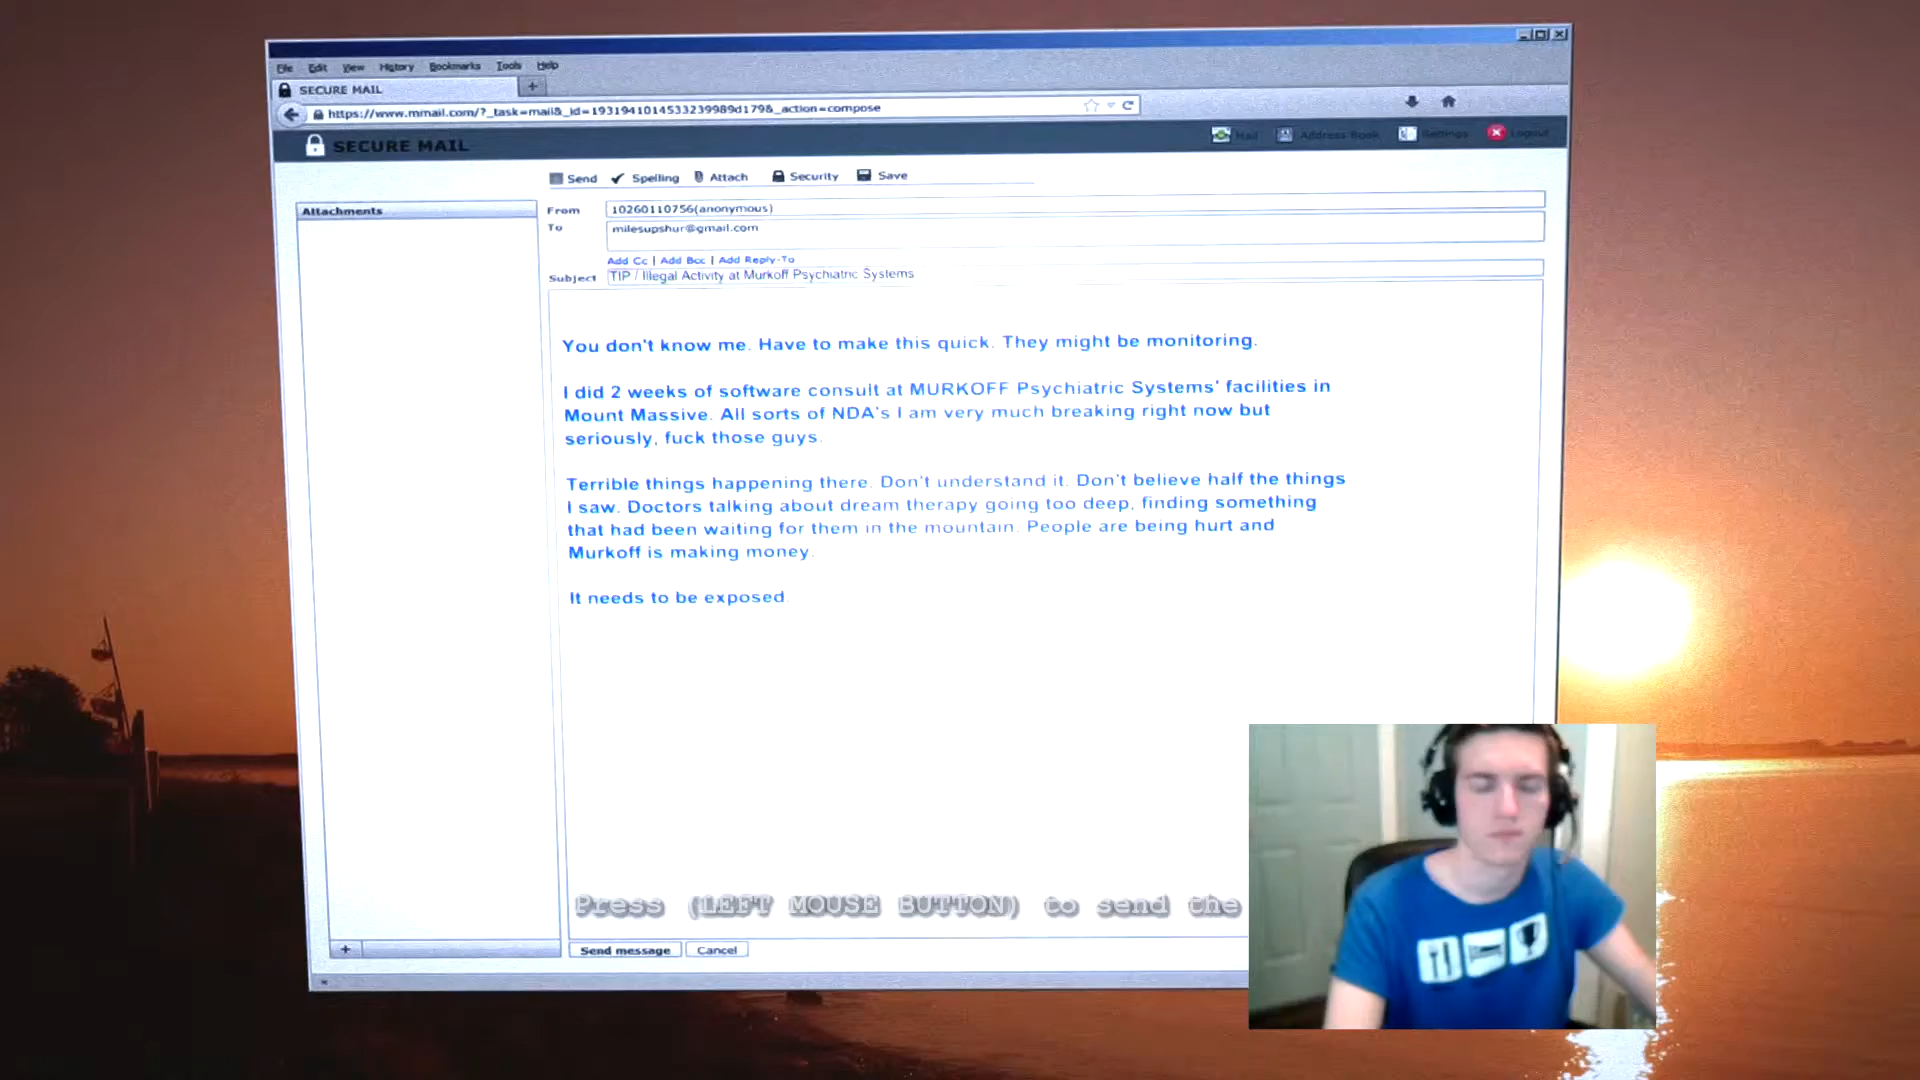 File Edit View History Bookmarks Tools Help
SECURE MAIL +
https://www.mmail.com/?_task=mail&_id=1931941014533239989d179&_action=compose
SECURE MAIL Mail Address Book Settings Logout
Send Spelling Attach Security Save
Attachments
From 10260110756(anonymous)
To milesupshur@gmail.com
Add Cc | Add Bcc | Add Reply-To
Subject TIP / Illegal Activity at Murkoff Psychiatric Systems
You don't know me. Have to make this quick. They might be monitoring.
I did 2 weeks of software consult at MURKOFF Psychiatric Systems' facilities in
Mount Massive. All sorts of NDA's I am very much breaking right now but
seriously, fuck those guys.
Terrible things happening there. Don't understand it. Don't believe half the things
I saw. Doctors talking about dream therapy going too deep, finding something
that had been waiting for them in the mountain. People are being hurt and
Murkoff is making money.
It needs to be exposed.
Press (LEFT MOUSE BUTTON) to send the
+
Send message Cancel